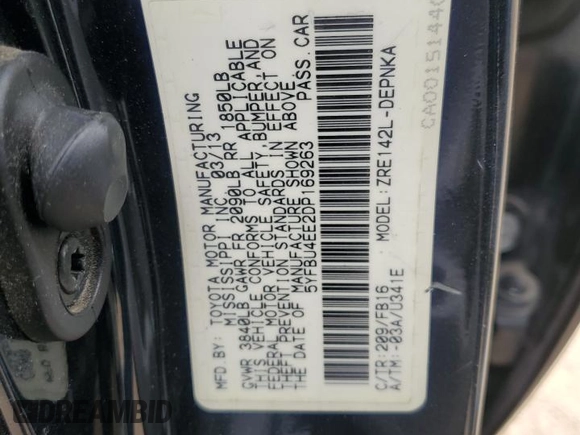 MFD BY: TOYOTA MOTOR MANUFACTURING
MISSISSIPPI INC. 03/13
GVWR 3840LB GAWR FR 2090LB RR 1850LB
THIS VEHICLE CONFORMS TO ALL APPLICABLE
FEDERAL MOTOR VEHICLE SAFETY, BUMPER, AND
THEFT PREVENTION STANDARDS IN EFFECT ON
THE DATE OF MANUFACTURE SHOWN ABOVE.
5YFBU4EE2DP169263 PASS. CAR
C/TR: 209/FB16 MODEL: ZRE142L-DEPNKA
A/TM: -03A/U341E
CA00151440
DREAMBID